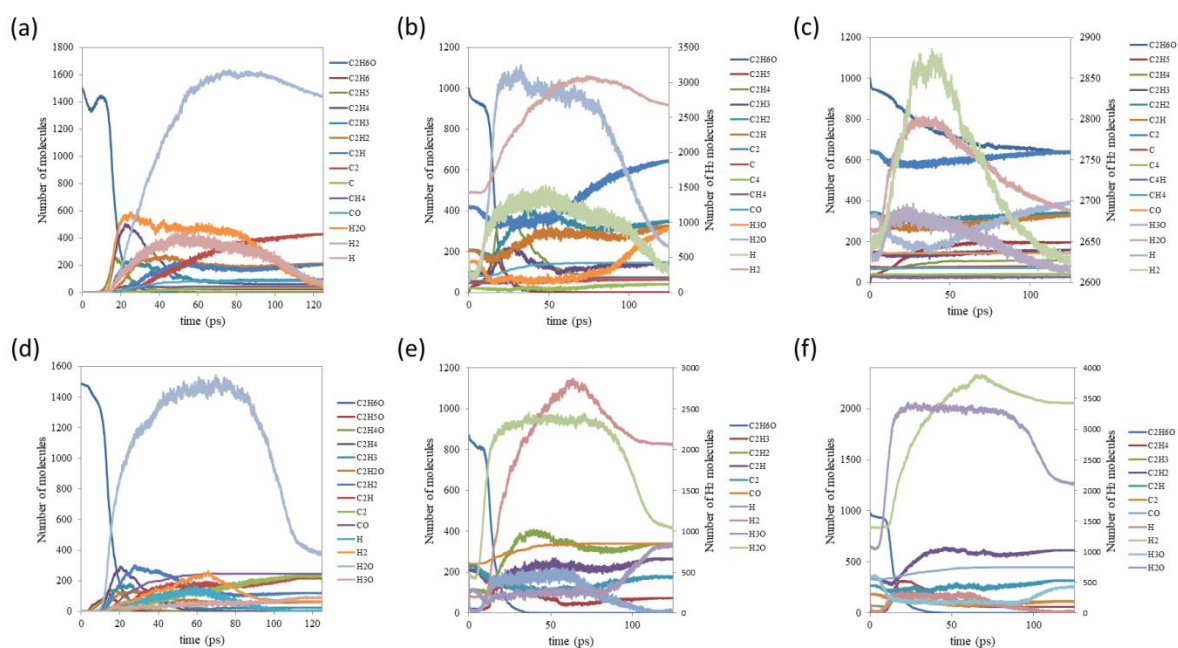 (a)
Number of molecules
1800
1600
1400
1200
1000
800
600
400
200
0
0 20 40 60 80 100 120
time (ps)
C2H6O
C2H6
C2H5
C2H4
C2H3
C2H2
C2H
C2
C
CH4
CO
H2O
H2
H
(b)
Number of molecules
1200
1000
800
600
400
200
0
0 50 100
time (ps)
3500
3000
2500
2000
1500
1000
500
0
Number of H2 molecules
C2H6O
C2H5
C2H4
C2H3
C2H2
C2H
C2
C
C4
CH4
CO
H3O
H2O
H
H2
(c)
Number of molecules
1200
1000
800
600
400
200
0
0 50 100
time (ps)
2900
2850
2800
2750
2700
2650
2600
Number of H2 molecules
C2H6O
C2H5
C2H4
C2H3
C2H2
C2H
C2
C
C4
C4H
CH4
CO
H3O
H2O
H
H2
(d)
Number of molecules
1600
1400
1200
1000
800
600
400
200
0
0 20 40 60 80 100 120
time (ps)
C2H6O
C2H5O
C2H4O
C2H4
C2H3
C2H2O
C2H2
C2H
C2
CO
H
H2
H2O
H3O
(e)
Number of molecules
1200
1000
800
600
400
200
0
0 50 100
time (ps)
3000
2500
2000
1500
1000
500
0
Number of H2 molecules
C2H6O
C2H3
C2H2
C2H
C2
CO
H
H2
H3O
H2O
(f)
Number of molecules
2000
1500
1000
500
0
0 50 100
time (ps)
4000
3500
3000
2500
2000
1500
1000
500
0
Number of H2 molecules
C2H6O
C2H4
C2H3
C2H2
C2H
C2
CO
H
H2
H3O
H2O